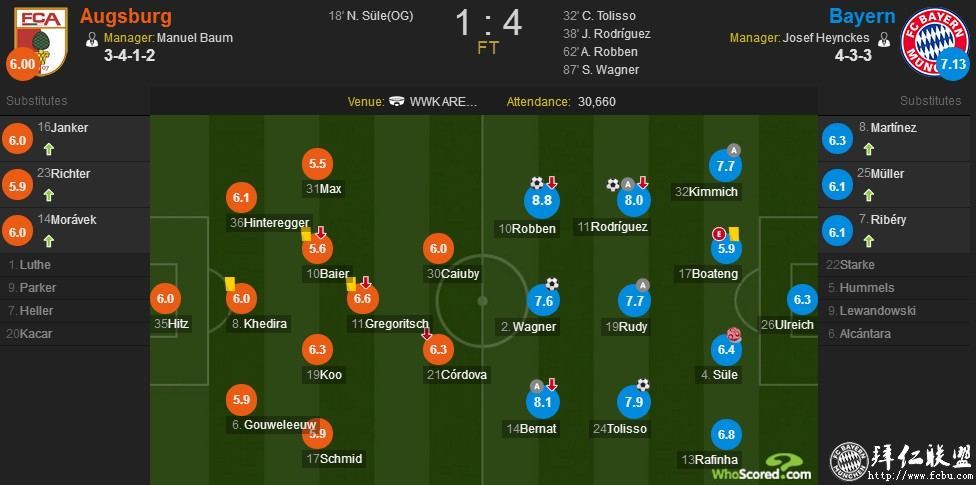 Augsburg
Manager: Manuel Baum
3-4-1-2
6.00
FCA
07
18' N. Süle(OG)
1 : 4
FT
32' C. Tolisso
38' J. Rodríguez
62' A. Robben
87' S. Wagner
Bayern
Manager: Josef Heynckes
4-3-3
7.13
FC BAYERN
MÜN
Substitutes
Venue: WWK ARE...
Attendance: 30,660
Substitutes
6.0 16 Janker
5.9 23 Richter
6.0 14 Morávek
1. Luthe
9. Parker
7. Heller
20 Kacar
6.0
35 Hitz
6.1
36 Hinteregger
6.0
8. Khedira
5.9
6. Gouweleeuw
5.5
31 Max
5.6
10 Baier
6.3
19 Koo
5.9
17 Schmid
6.6
11 Gregoritsch
6.0
30 Caiuby
6.3
21 Córdova
8.8
10 Robben
7.6
2. Wagner
A
8.1
14 Bernat
A
8.0
11 Rodríguez
A
7.7
19 Rudy
7.9
24 Tolisso
A
7.7
32 Kimmich
E
5.9
17 Boateng
6.4
4. Süle
6.8
13 Rafinha
6.3
26 Ulreich
6.3 8. Martínez
6.1 25 Müller
6.1 7. Ribéry
22 Starke
5. Hummels
9. Lewandowski
6. Alcántara
WhoScored.com
FC BAYERN
MÜNCHEN
拜仁联盟
http://www.fcbu.com